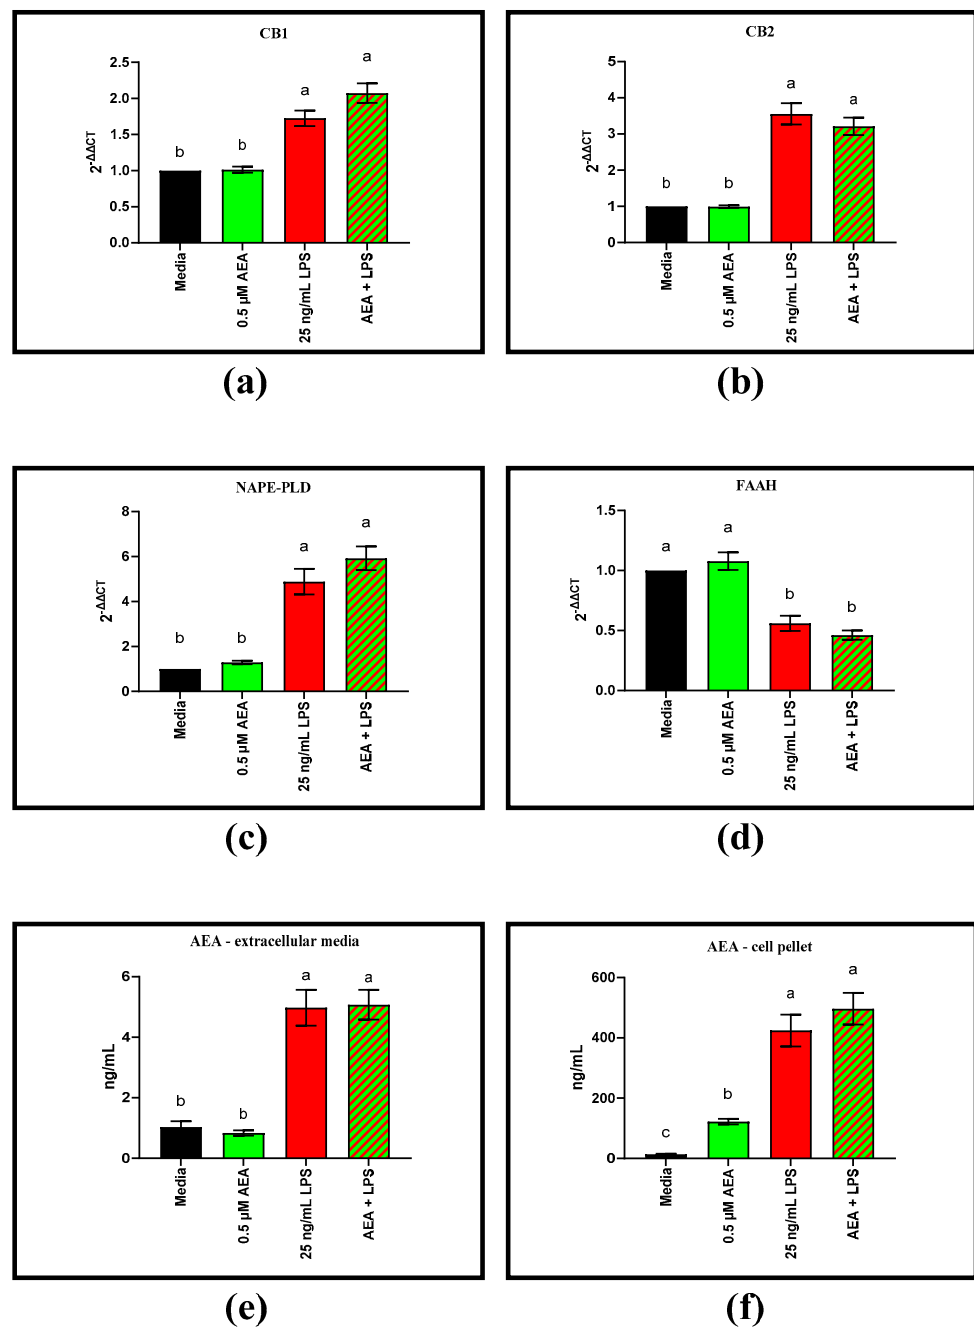 CB1
2.5
2.0
1.5
1.0
0.5
0.0
2-ΔΔCT
b
b
a
a
Media
0.5 µM AEA
25 ng/mL LPS
AEA + LPS
(a)
CB2
5
4
3
2
1
0
2-ΔΔCT
b
b
a
a
Media
0.5 µM AEA
25 ng/mL LPS
AEA + LPS
(b)
NAPE-PLD
8
6
4
2
0
2-ΔΔCT
b
b
a
a
Media
0.5 µM AEA
25 ng/mL LPS
AEA + LPS
(c)
FAAH
1.5
1.0
0.5
0.0
2-ΔΔCT
a
a
b
b
Media
0.5 µM AEA
25 ng/mL LPS
AEA + LPS
(d)
AEA - extracellular media
6
4
2
0
ng/mL
b
b
a
a
Media
0.5 µM AEA
25 ng/mL LPS
AEA + LPS
(e)
AEA - cell pellet
600
400
200
0
ng/mL
c
b
a
a
Media
0.5 µM AEA
25 ng/mL LPS
AEA + LPS
(f)